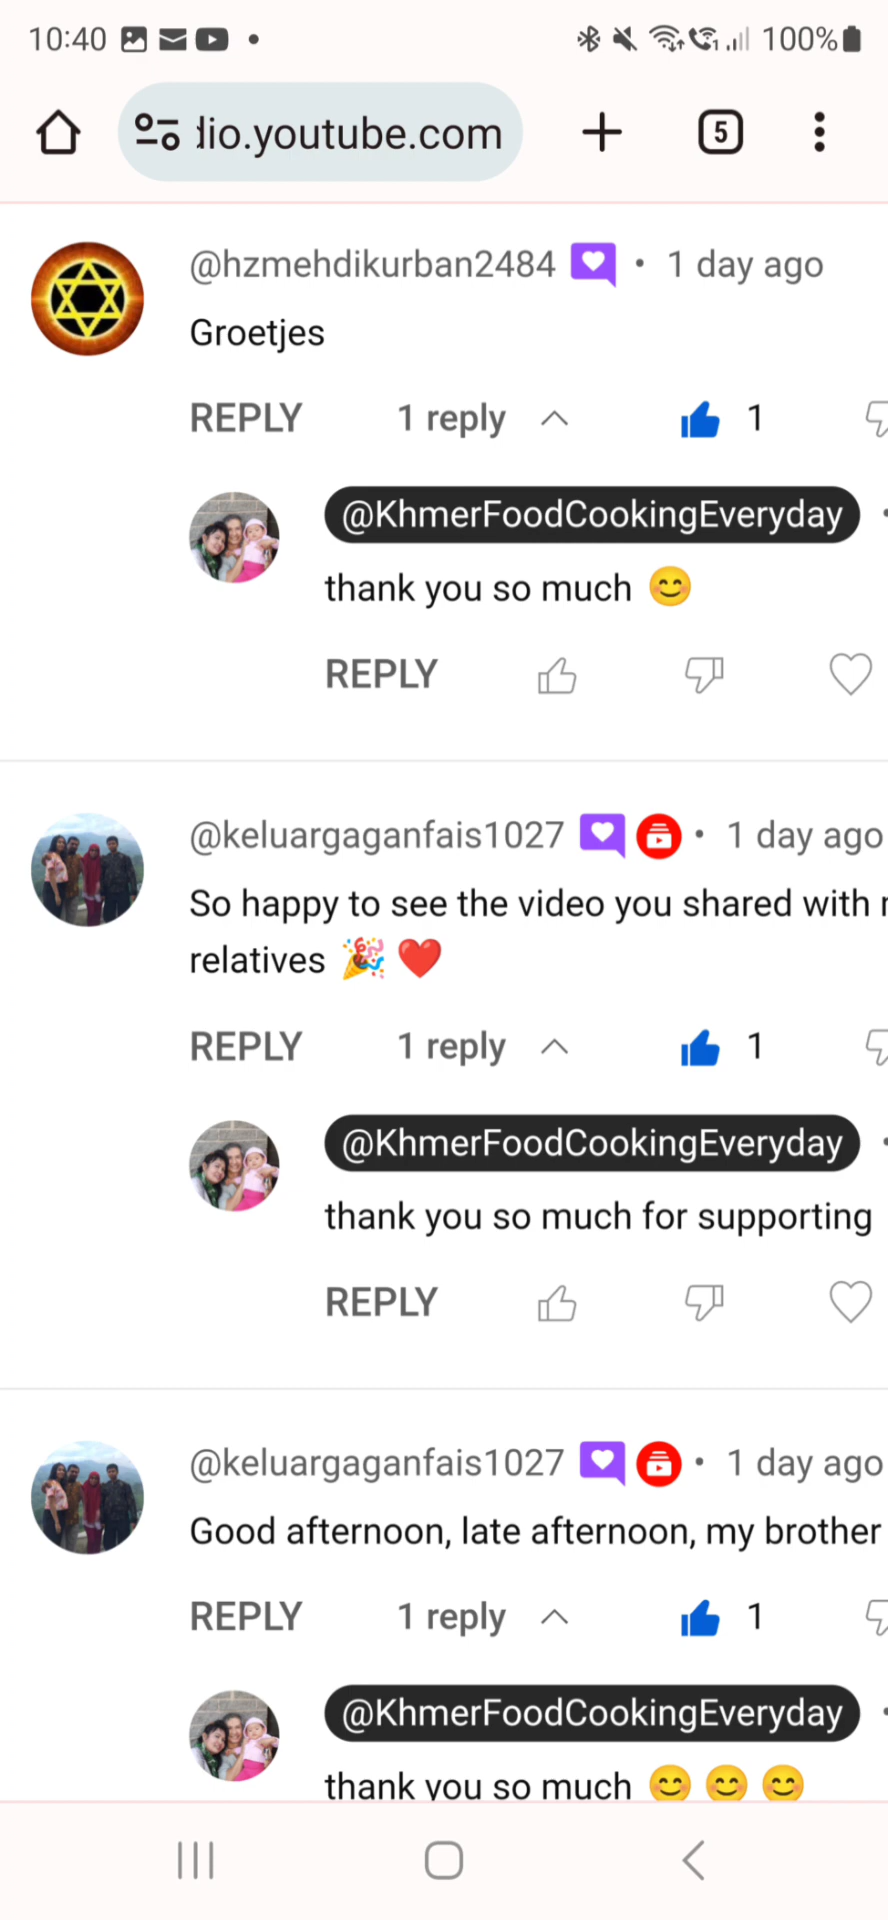 10:40
100%
dio.youtube.com
5
@hzmehdikurban2484 • 1 day ago
Groetjes
REPLY 1 reply 1
@KhmerFoodCookingEveryday
thank you so much 😊
REPLY
@keluargaganfais1027 • 1 day ago
So happy to see the video you shared with
relatives 🎉 ❤️
REPLY 1 reply 1
@KhmerFoodCookingEveryday
thank you so much for supporting
REPLY
@keluargaganfais1027 • 1 day ago
Good afternoon, late afternoon, my brother
REPLY 1 reply 1
@KhmerFoodCookingEveryday
thank you so much 😊 😊 😊